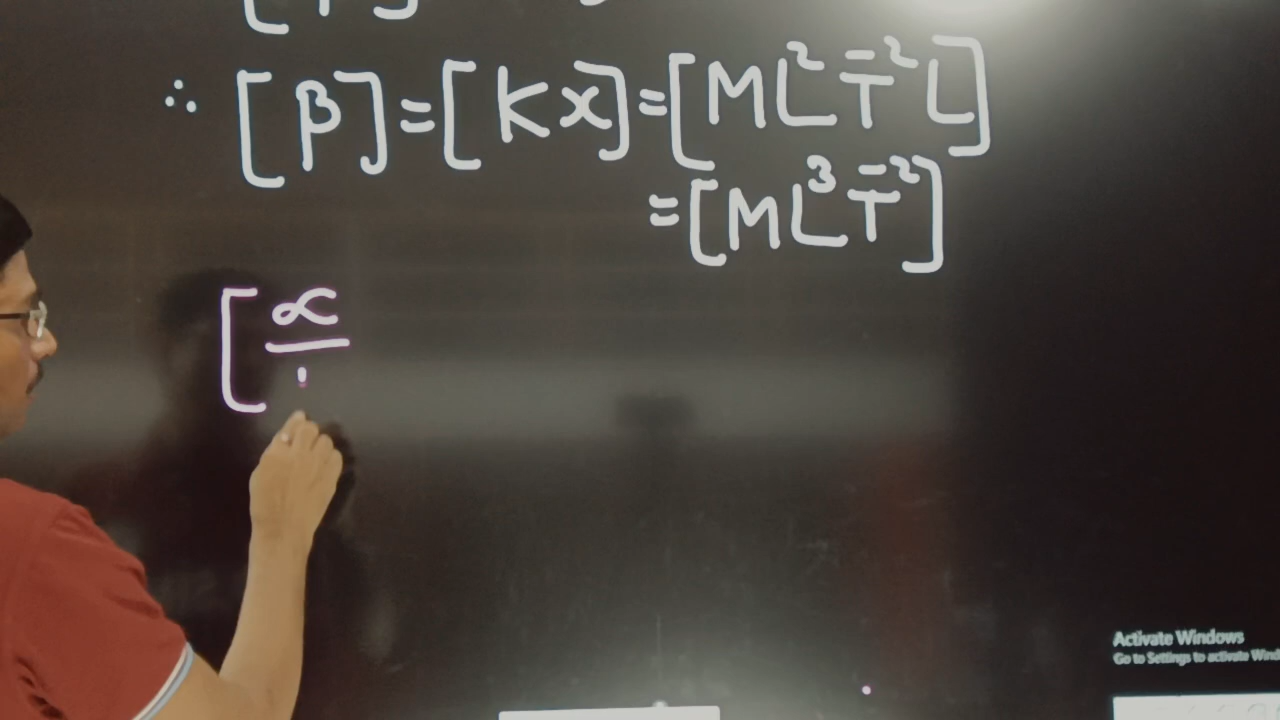 ∴ [β] = [Kx] = [ML²T⁻²L]
= [ML³T⁻²]
[α
Activate Windows
Go to Settings to activate Wind